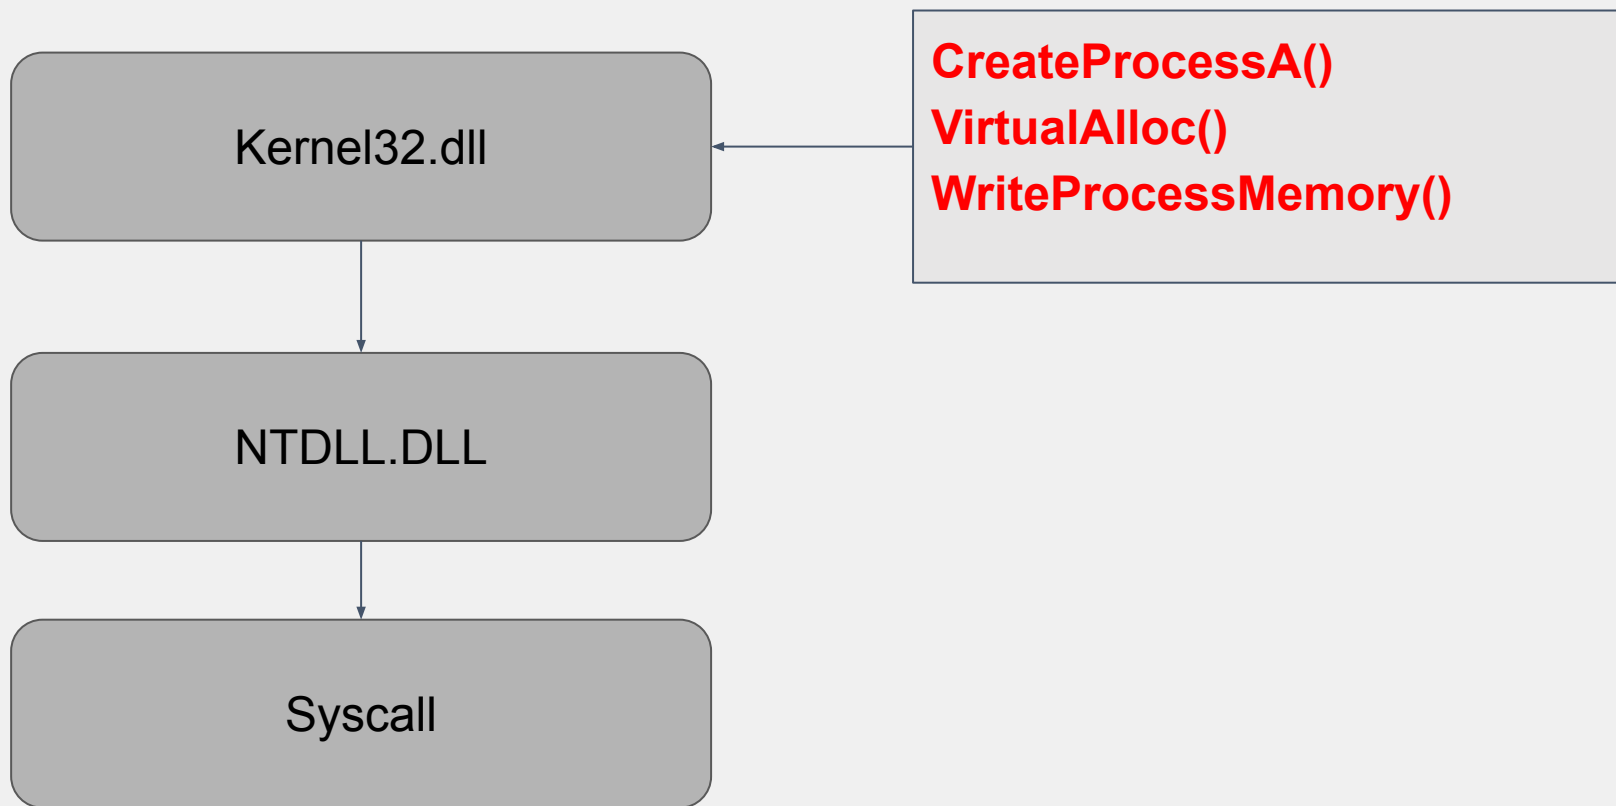 CreateProcessA()
VirtualAlloc()
WriteProcessMemory()
Kernel32.dll
NTDLL.DLL
Syscall